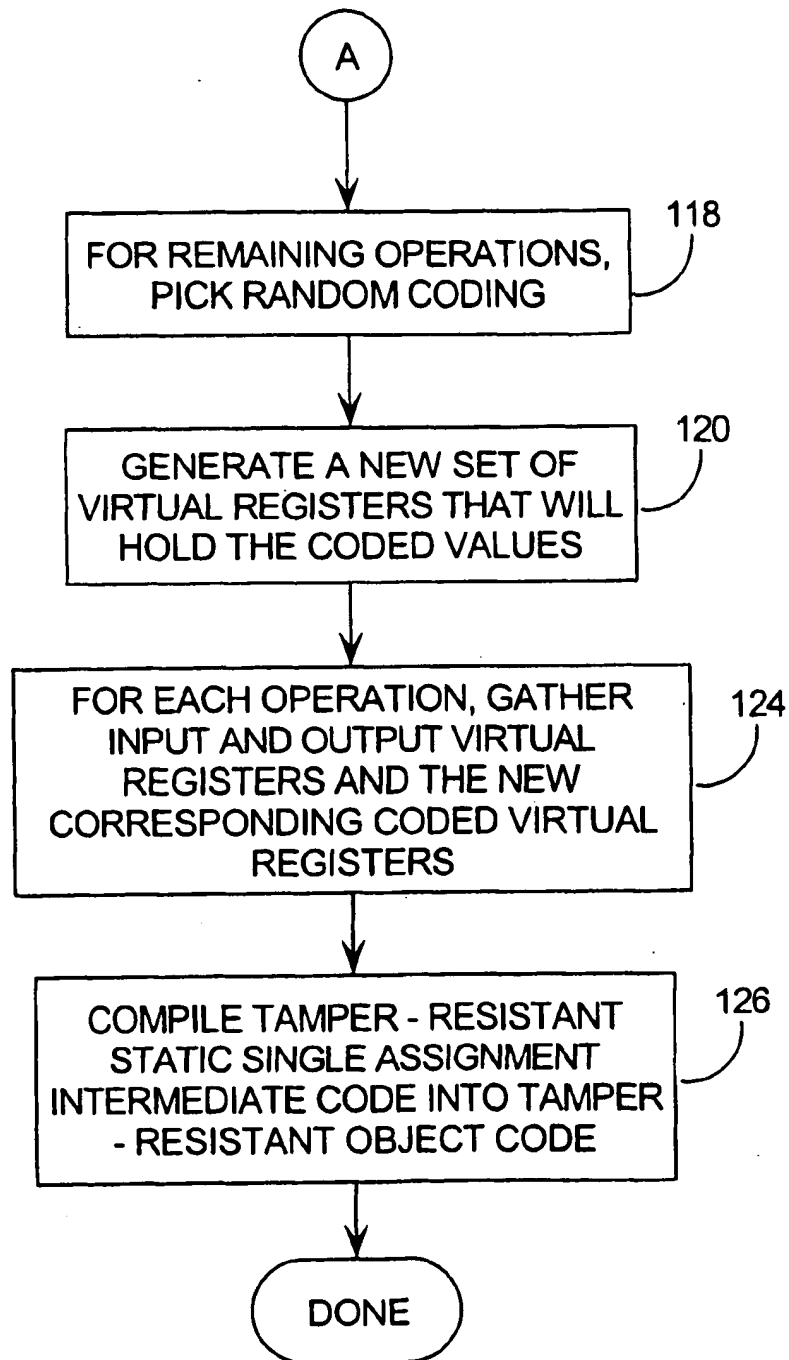 A
118
FOR REMAINING OPERATIONS,
PICK RANDOM CODING
120
GENERATE A NEW SET OF
VIRTUAL REGISTERS THAT WILL
HOLD THE CODED VALUES
124
FOR EACH OPERATION, GATHER
INPUT AND OUTPUT VIRTUAL
REGISTERS AND THE NEW
CORRESPONDING CODED VIRTUAL
REGISTERS
126
COMPILE TAMPER - RESISTANT
STATIC SINGLE ASSIGNMENT
INTERMEDIATE CODE INTO TAMPER
- RESISTANT OBJECT CODE
DONE